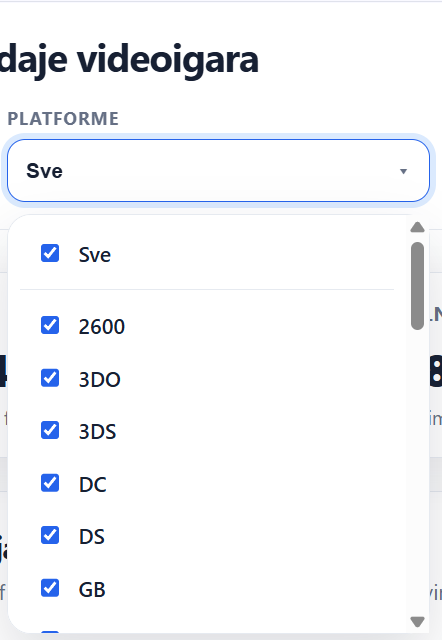 daje videoigara
PLATFORME
Sve
Sve
2600
3DO
3DS
DC
DS
GB